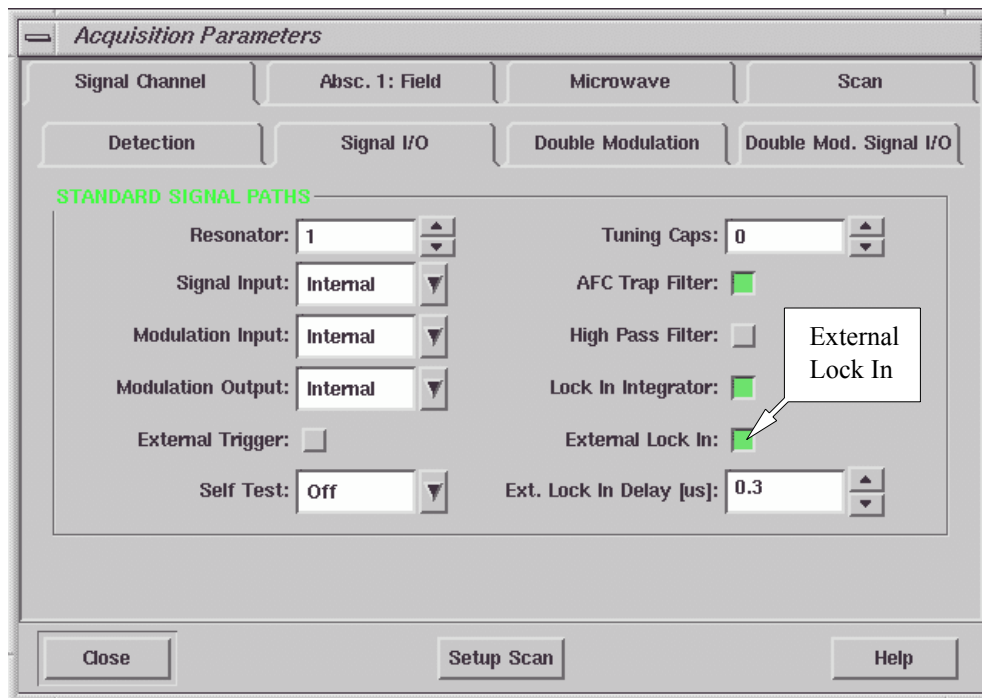 Acquisition Parameters
Signal Channel
Absc. 1: Field
Microwave
Scan
Detection
Signal I/O
Double Modulation
Double Mod. Signal I/O
STANDARD SIGNAL PATHS
Resonator: 1
Tuning Caps: 0
Signal Input: Internal
AFC Trap Filter:
Modulation Input: Internal
High Pass Filter:
Modulation Output: Internal
Lock In Integrator:
External Trigger:
External Lock In:
Self Test: Off
Ext. Lock In Delay [us]: 0.3
External
Lock In
Close
Setup Scan
Help